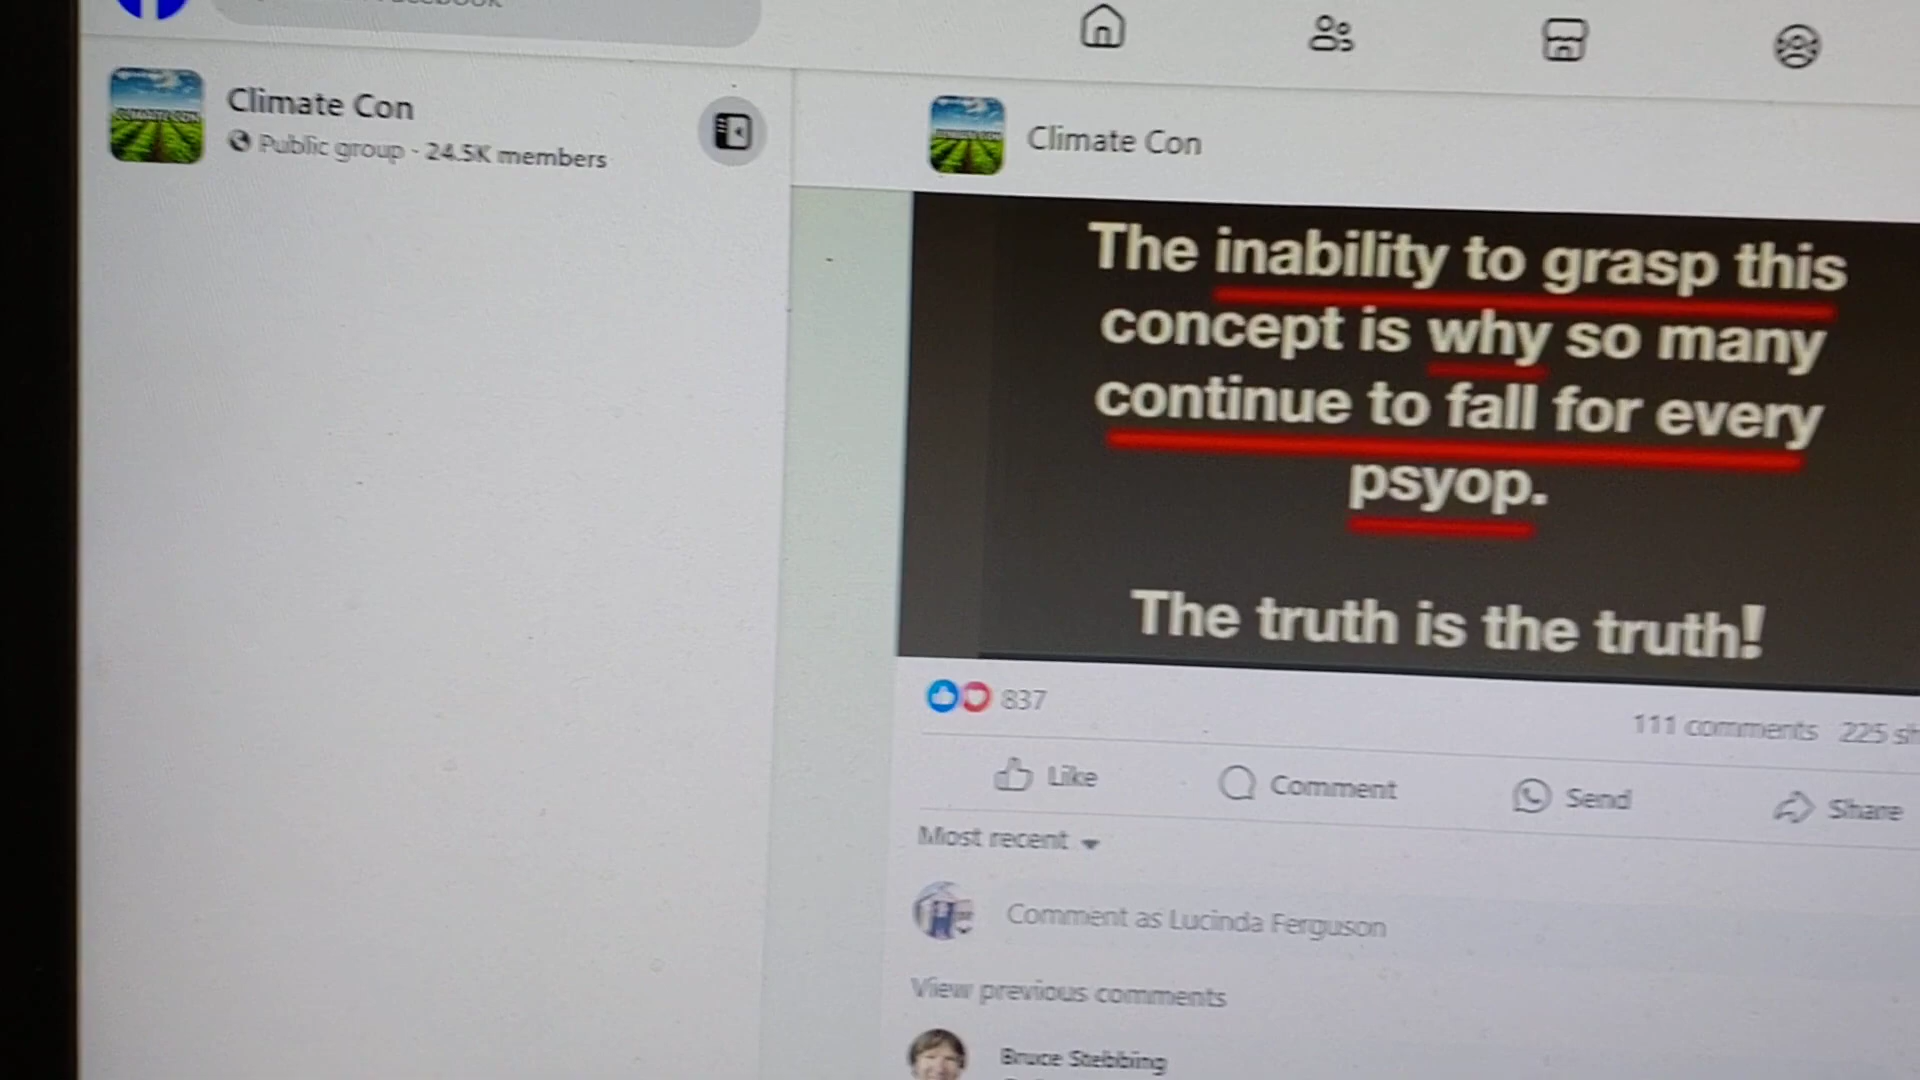 Climate Con
Public group · 24.5K members
Climate Con
The inability to grasp this
concept is why so many
continue to fall for every
psyop.
The truth is the truth!
837
111 comments 225
Like Comment Send Share
Most recent
Comment as Lucinda Ferguson
View previous comments
Bruce Stebbing